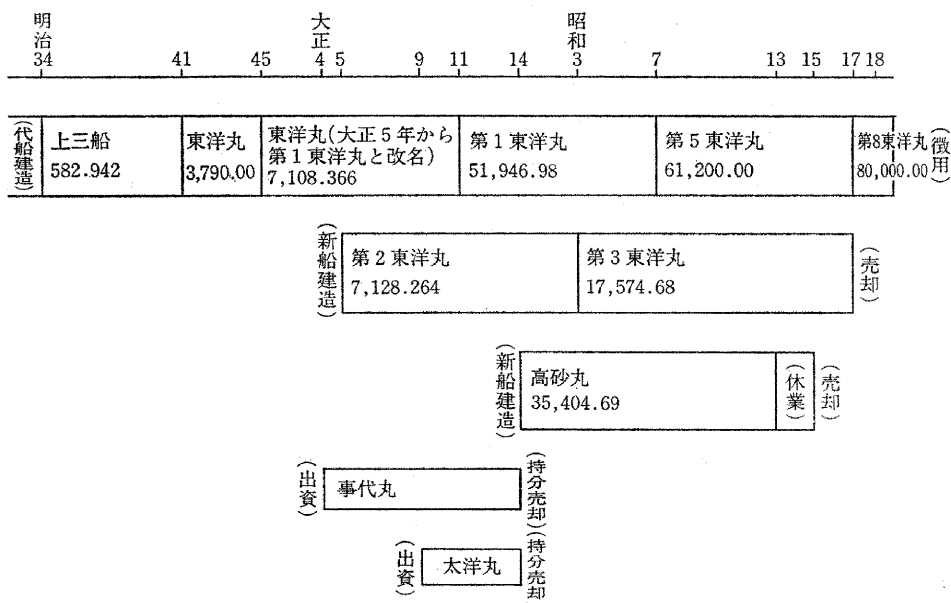 明治 大正 昭和
34 41 45 4 5 9 11 14 3 7 13 15 17 18
(代船建造)
上三船
582.942
東洋丸
3,790.00
東洋丸(大正5年から
第1東洋丸と改名)
7,108.366
第1東洋丸
51,946.98
第5東洋丸
61,200.00
第8東洋丸
80,000.00
(徴用)
(新船建造)
第2東洋丸
7,128.264
第3東洋丸
17,574.68
(売却)
(新船建造)
高砂丸
35,404.69
(休業)
(売却)
(出資)
事代丸
(持分売却)
(出資)
太洋丸
(持分売却)